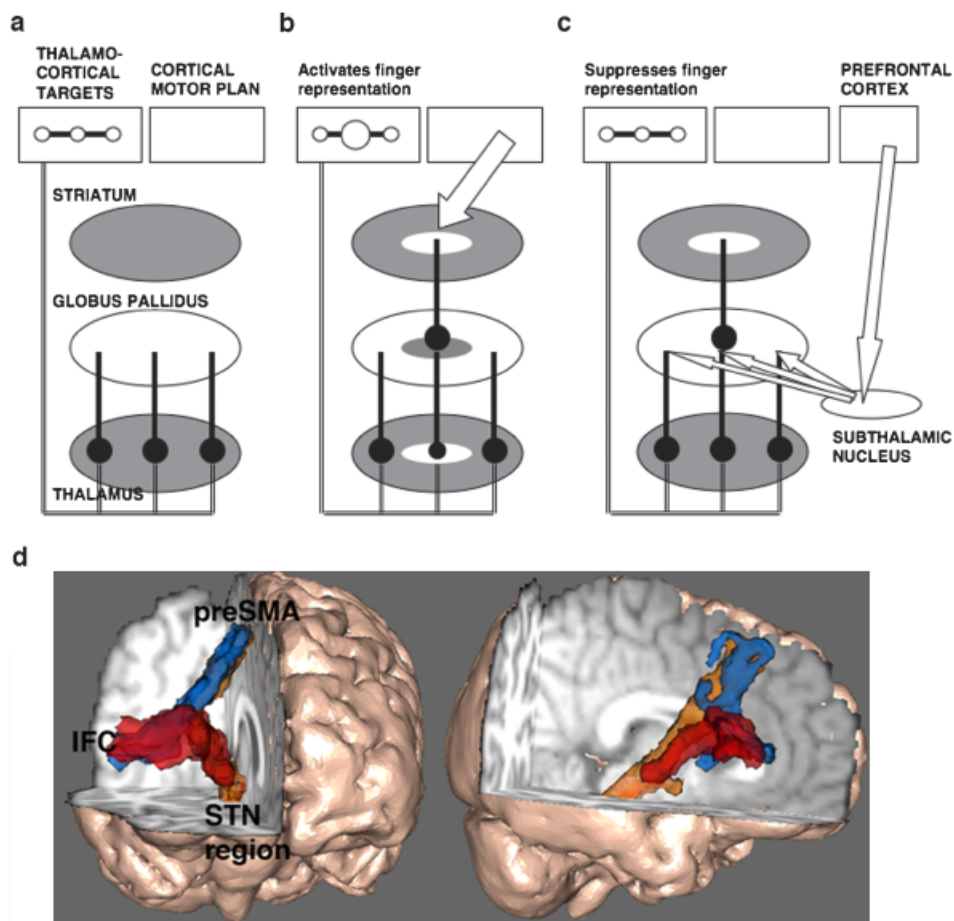 a
THALAMO-
CORTICAL
TARGETS
CORTICAL
MOTOR PLAN
STRIATUM
GLOBUS PALLIDUS
THALAMUS
b
Activates finger
representation
c
Suppresses finger
representation
PREFRONTAL
CORTEX
SUBTHALAMIC
NUCLEUS
d
preSMA
IFC
STN
region